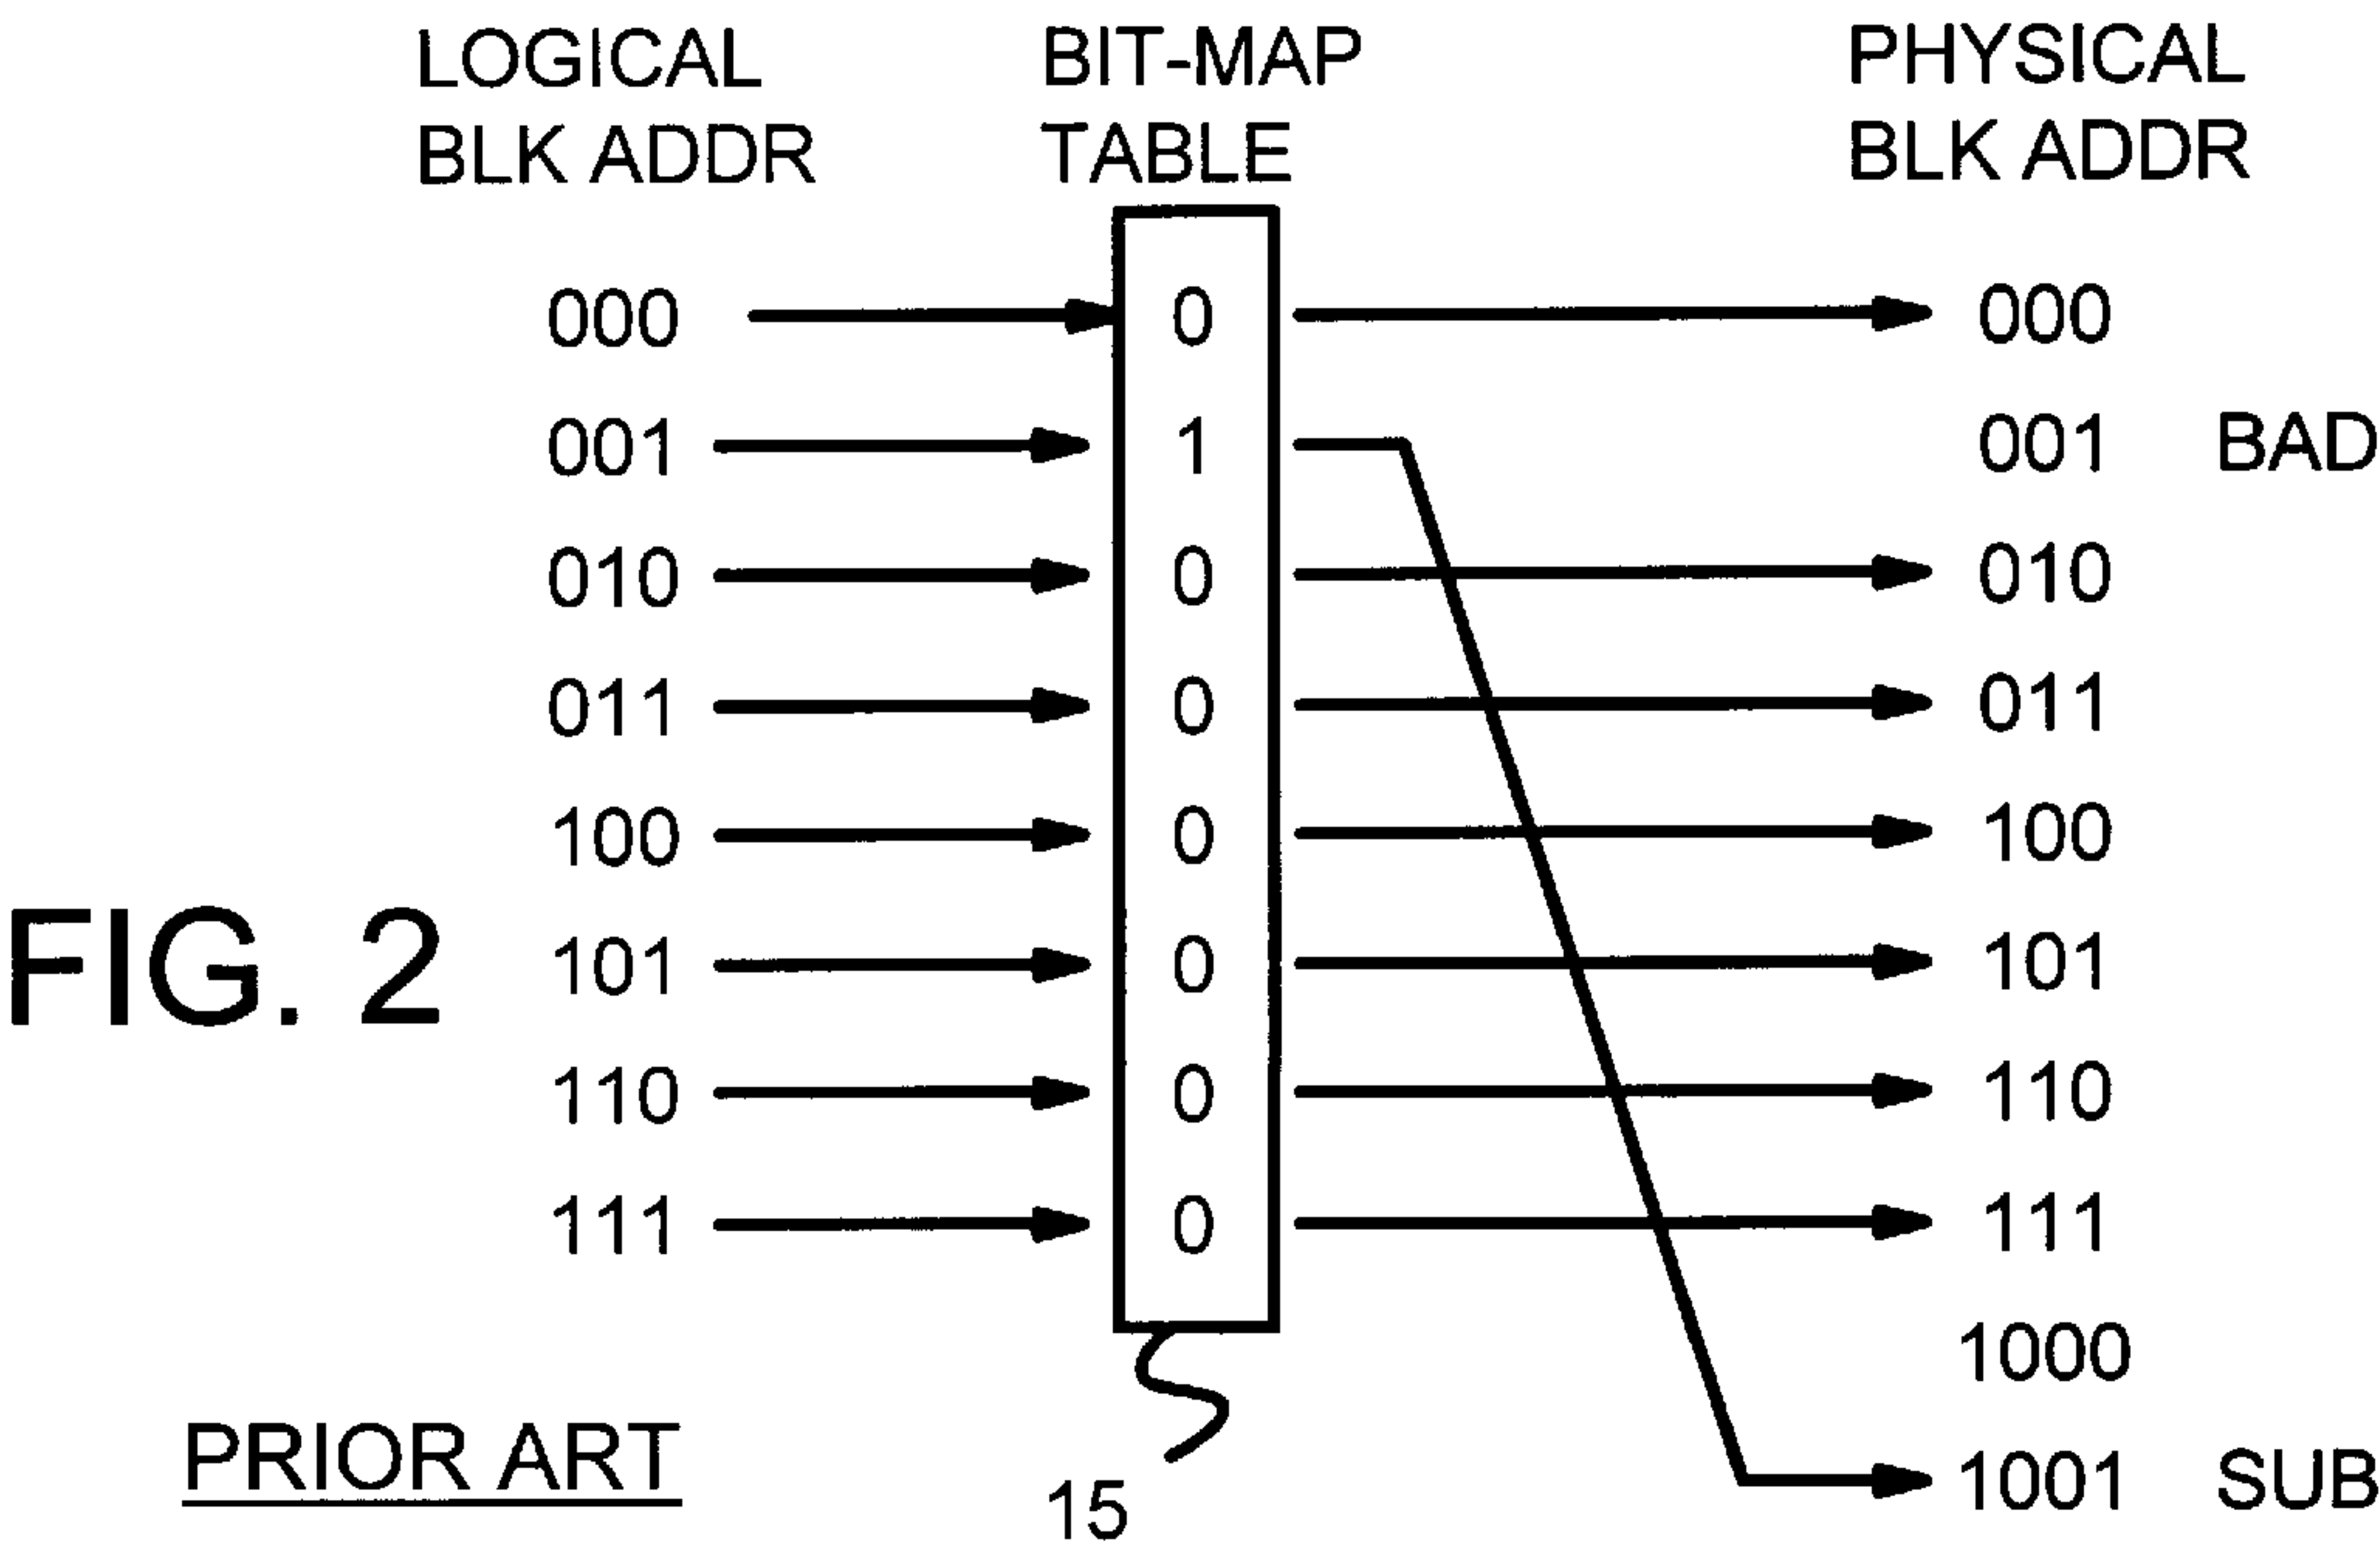 LOGICAL BLK ADDR
BIT-MAP TABLE
PHYSICAL BLK ADDR
000 0 000
001 1 001 BAD
010 0 010
011 0 011
100 0 100
101 0 101
110 0 110
111 0 111
1000
1001 SUB
15
FIG. 2
PRIOR ART